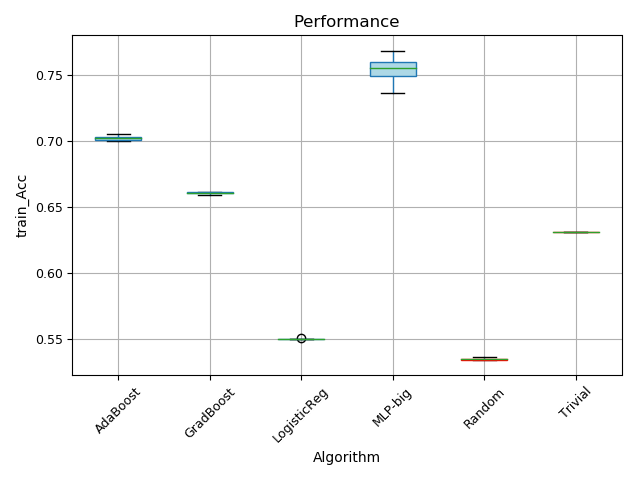 Performance
0.75
0.70
0.65
0.60
0.55
train_Acc
AdaBoost
GradBoost
LogisticReg
MLP-big
Random
Trivial
Algorithm